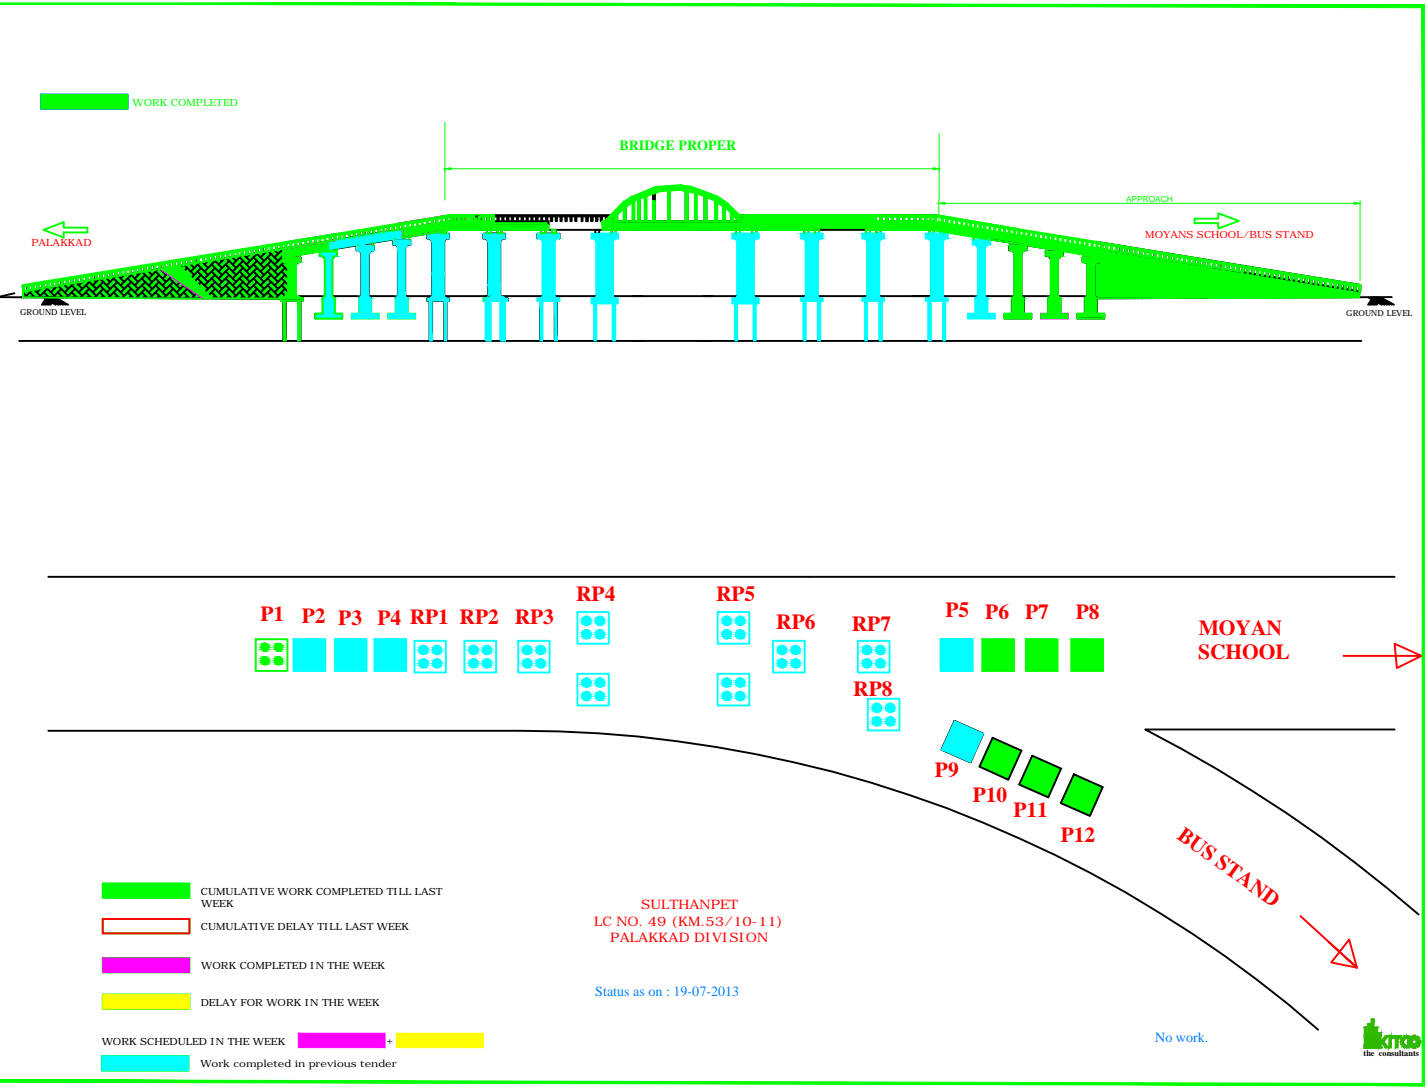 WORK COMPLETED
BRIDGE PROPER
APPROACH
PALAKKAD
MOYANS SCHOOL/BUS STAND
GROUND LEVEL
GROUND LEVEL
P1
P2
P3
P4
RP1
RP2
RP3
RP4
RP5
RP6
RP7
RP8
P5
P6
P7
P8
MOYAN
SCHOOL
P9
P10
P11
P12
BUS STAND
CUMULATIVE WORK COMPLETED TILL LAST
WEEK
CUMULATIVE DELAY TILL LAST WEEK
WORK COMPLETED IN THE WEEK
DELAY FOR WORK IN THE WEEK
WORK SCHEDULED IN THE WEEK +
Work completed in previous tender
SULTHANPET
LC NO. 49 (KM.53/10-11)
PALAKKAD DIVISION
Status as on : 19-07-2013
No work.
KITCO
the consultants